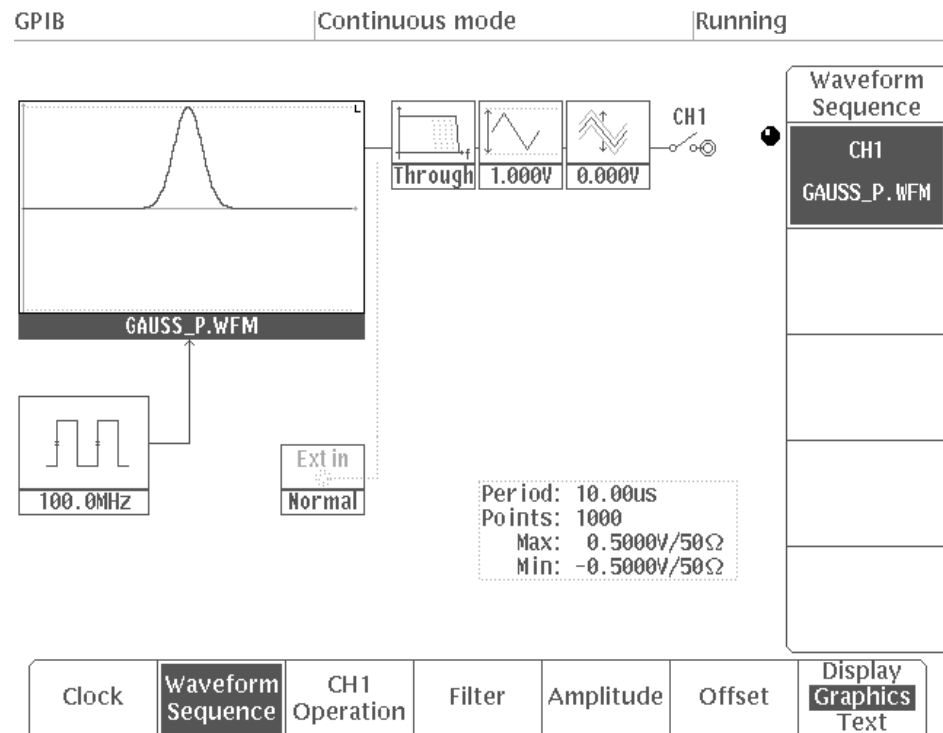 GPIB
Continuous mode
Running
Waveform
Sequence
CH1
GAUSS_P.WFM
L
f
Through
1.000V
0.000V
CH1
GAUSS_P.WFM
100.0MHz
Ext in
Normal
Period: 10.00us
Points: 1000
Max: 0.5000V/50Ω
Min: -0.5000V/50Ω
Clock
Waveform
Sequence
CH1
Operation
Filter
Amplitude
Offset
Display
Graphics
Text